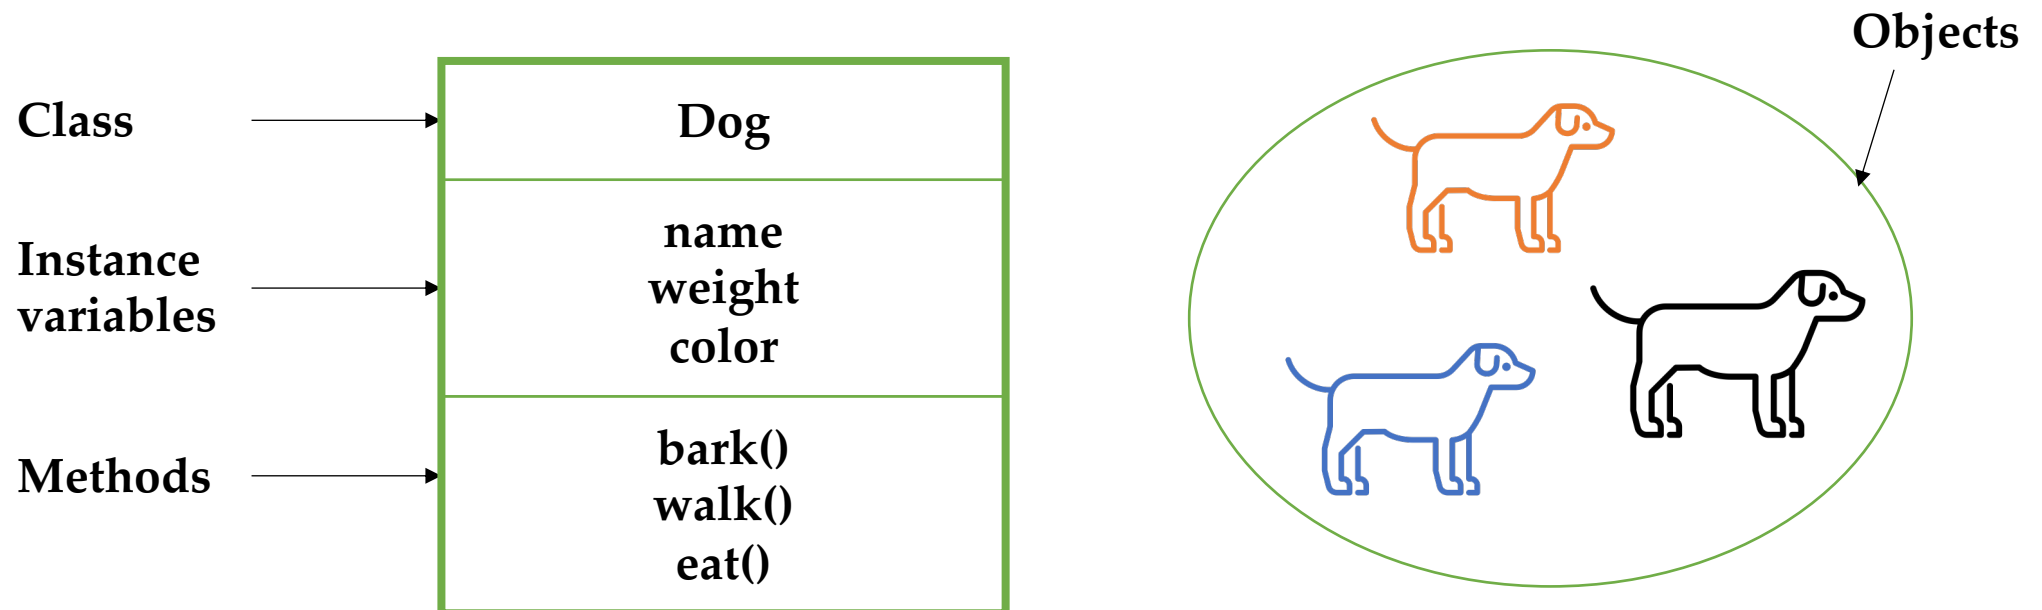 Objects
Class
Dog
Instance
variables
name
weight
color
Methods
bark()
walk()
eat()